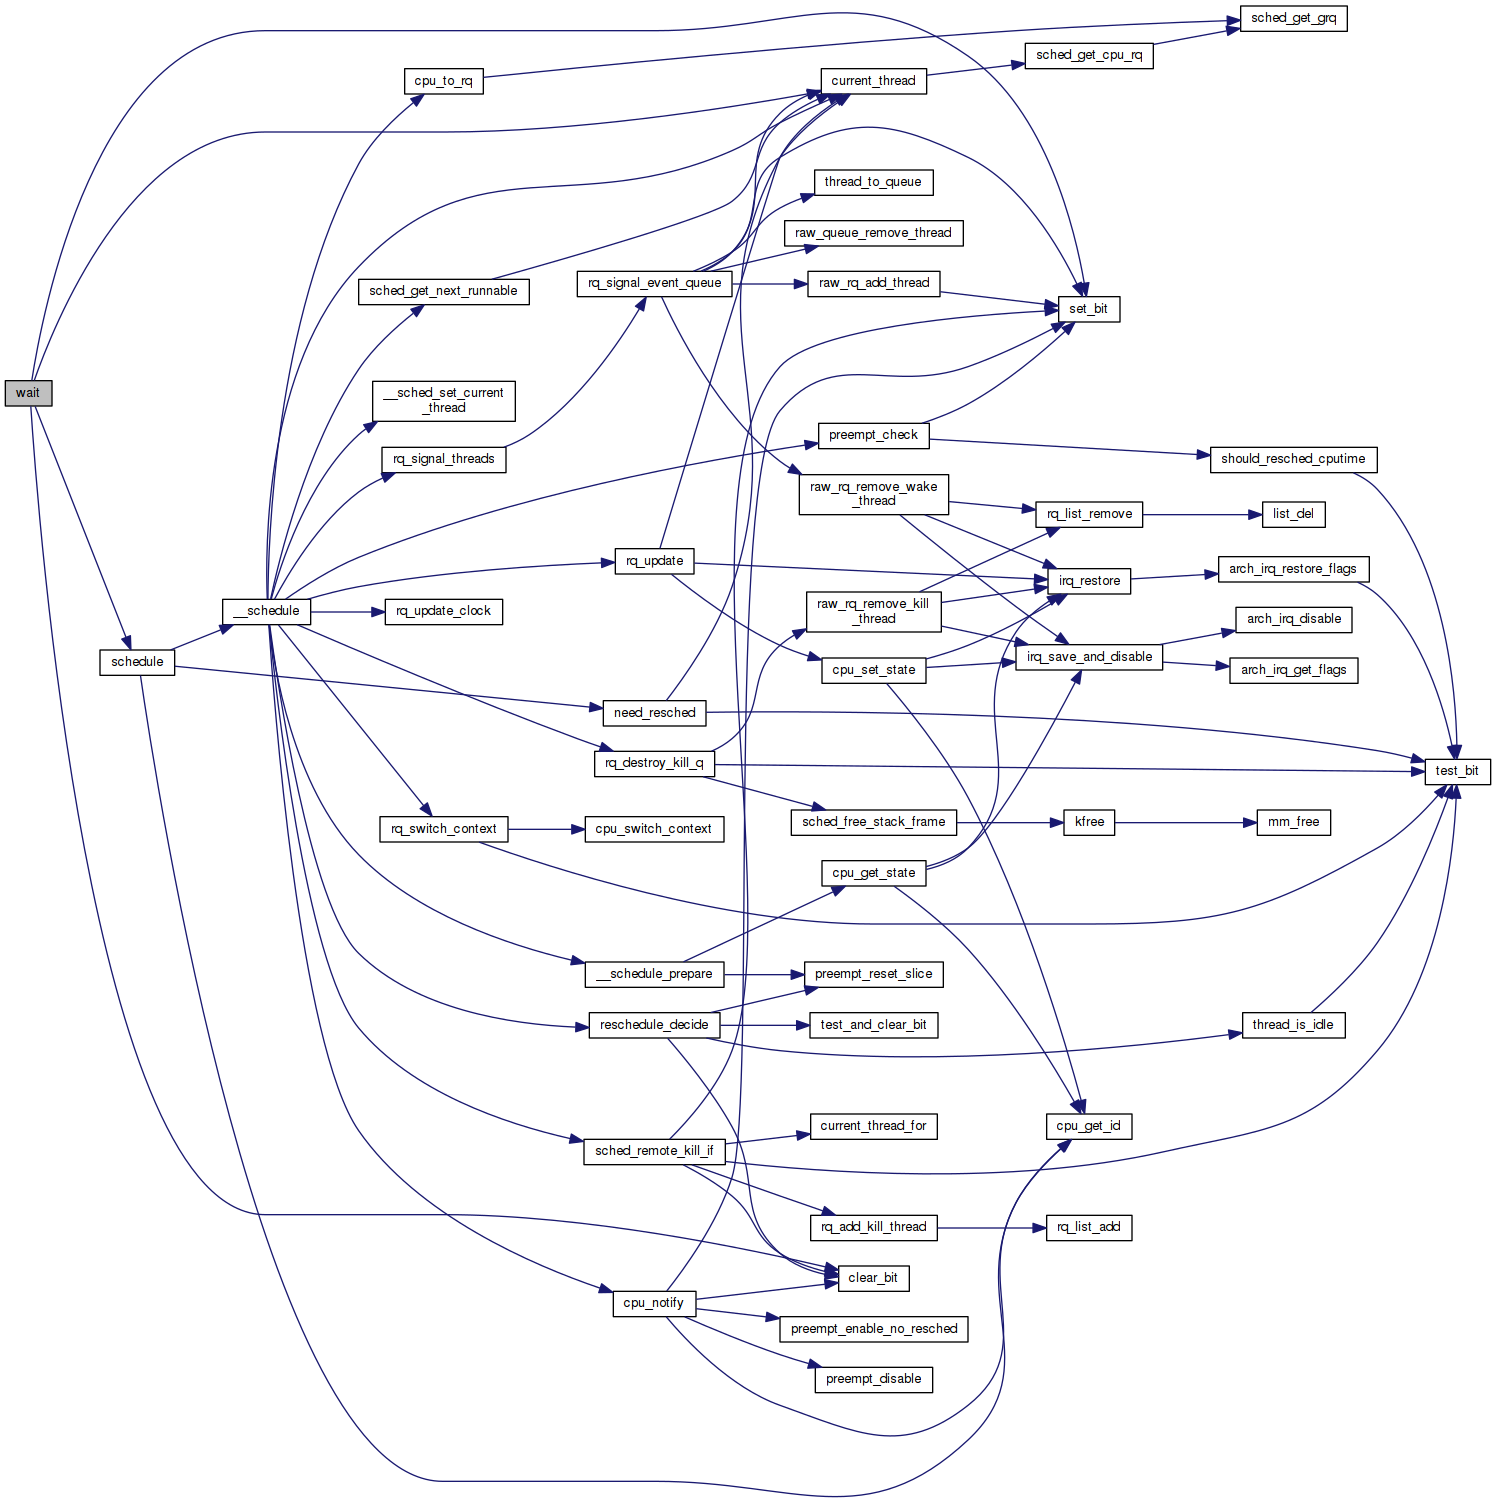 sched_get_grq
sched_get_cpu_rq
cpu_to_rq
current_thread
thread_to_queue
raw_queue_remove_thread
sched_get_next_runnable
rq_signal_event_queue
raw_rq_add_thread
set_bit
wait
__sched_set_current
_thread
preempt_check
rq_signal_threads
should_resched_cputime
raw_rq_remove_wake
_thread
rq_list_remove
list_del
rq_update
irq_restore
arch_irq_restore_flags
__schedule
rq_update_clock
raw_rq_remove_kill
_thread
arch_irq_disable
schedule
cpu_set_state
irq_save_and_disable
arch_irq_get_flags
need_resched
rq_destroy_kill_q
test_bit
rq_switch_context
cpu_switch_context
sched_free_stack_frame
kfree
mm_free
cpu_get_state
__schedule_prepare
preempt_reset_slice
reschedule_decide
test_and_clear_bit
thread_is_idle
current_thread_for
cpu_get_id
sched_remote_kill_if
rq_add_kill_thread
rq_list_add
clear_bit
cpu_notify
preempt_enable_no_resched
preempt_disable